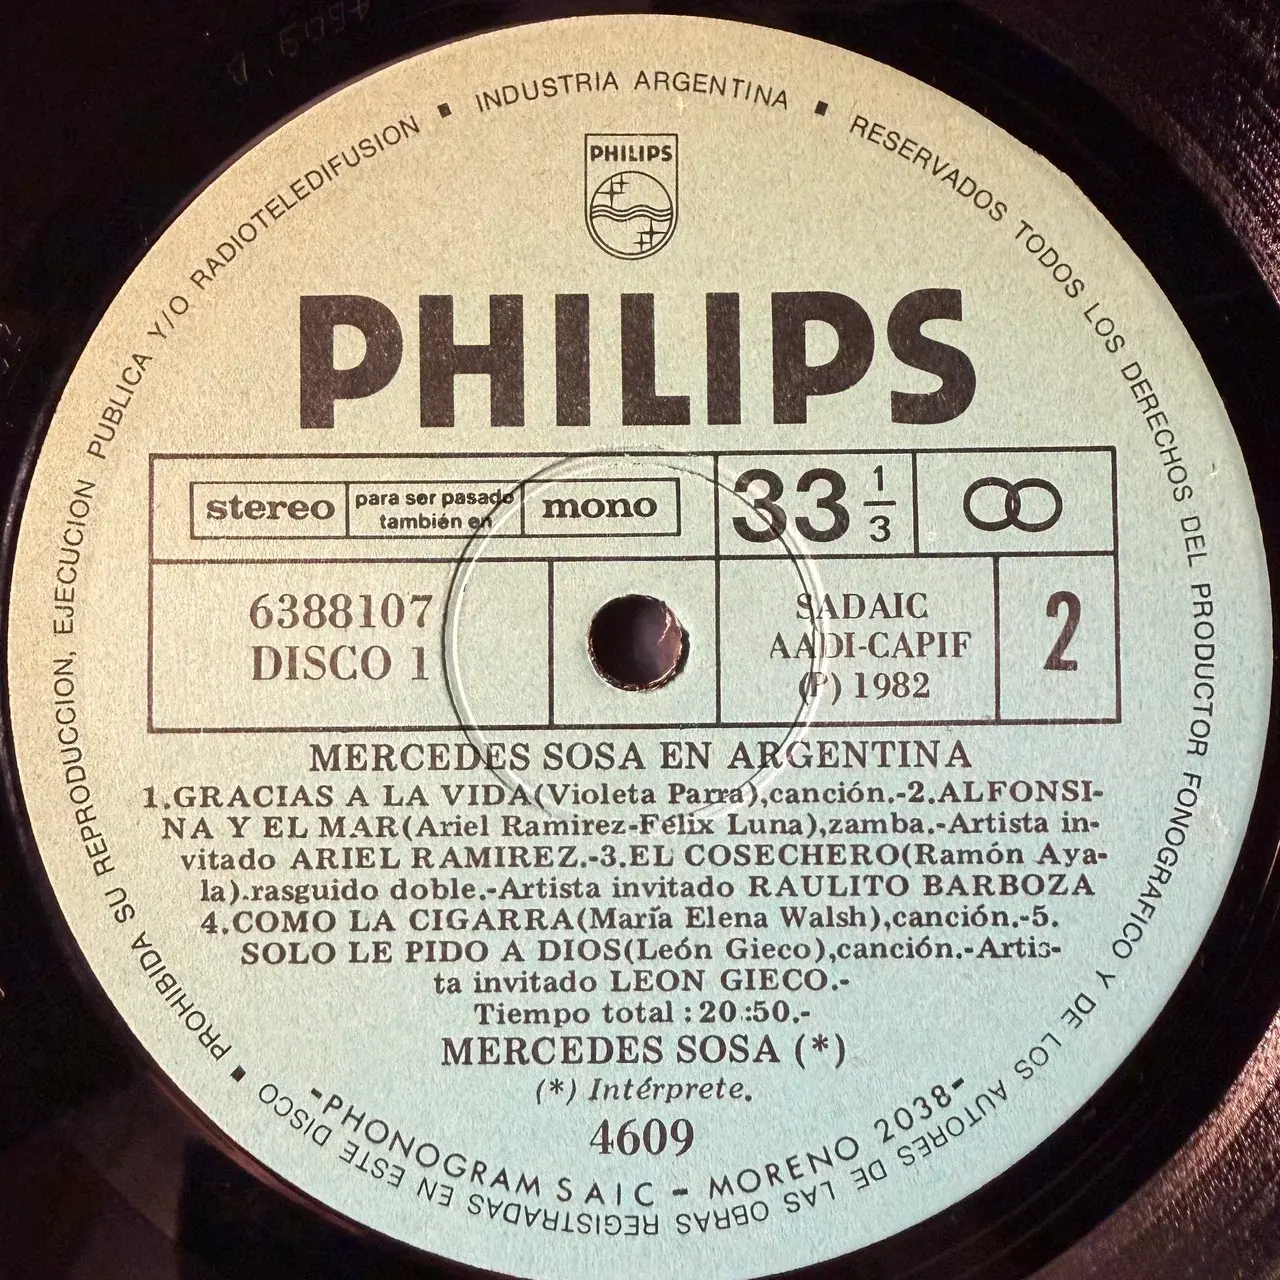 INDUSTRIA ARGENTINA ▪ RESERVADOS TODOS LOS DERECHOS DEL PRODUCTOR FONOGRAFICO Y DE LOS AUTORES DE LAS OBRAS REGISTRADAS EN ESTE DISCO ▪ PROHIBIDA SU REPRODUCCION, EJECUCION PUBLICA Y/O RADIOTELEDIFUSION ▪
PHILIPS
PHILIPS
stereo
para ser pasado
también en
mono
33 1/3
6388107
DISCO 1
SADAIC
AADI-CAPIF
(P) 1982
2
MERCEDES SOSA EN ARGENTINA
1.GRACIAS A LA VIDA(Violeta Parra),canción.-2.ALFONSI-
NA Y EL MAR(Ariel Ramirez-Félix Luna),zamba.-Artista in-
vitado ARIEL RAMIREZ.-3.EL COSECHERO(Ramón Aya-
la).rasguido doble.-Artista invitado RAULITO BARBOZA
4.COMO LA CIGARRA(María Elena Walsh),canción.-5.
SOLO LE PIDO A DIOS(León Gieco),canción.-Artis-
ta invitado LEON GIECO.-
Tiempo total : 20:50.-
MERCEDES SOSA (*)
(*) Intérprete.
4609
-PHONOGRAM S A I C - MORENO 2038-